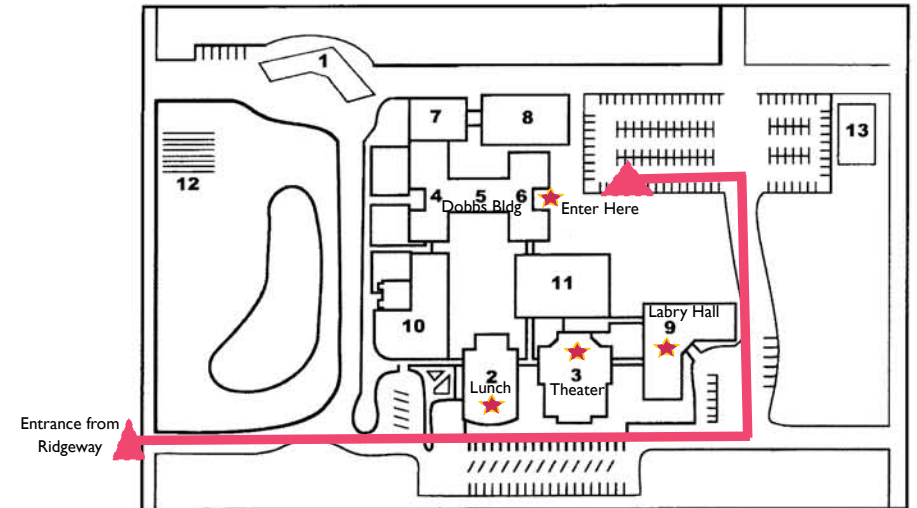 1
7
8
13
12
4
5
6
Dobbs Bldg
Enter Here
11
Labry Hall
9
10
2
Lunch
3
Theater
Entrance from
Ridgeway